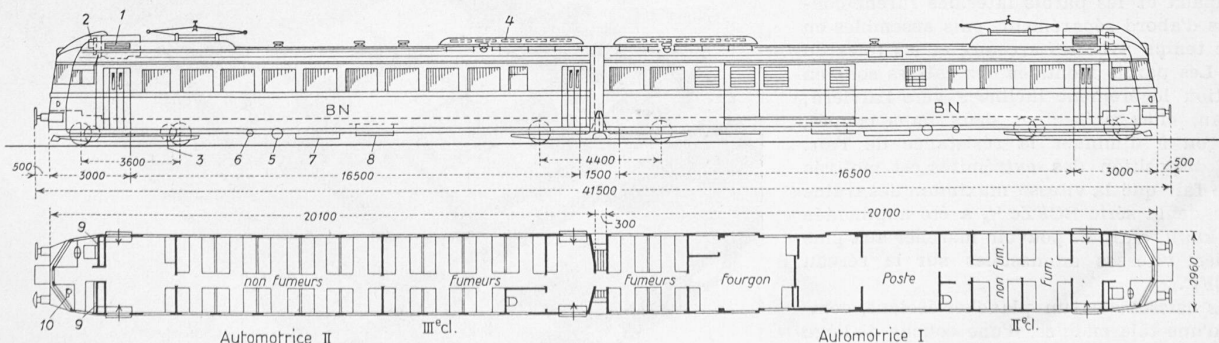 2 1 4
BN BN
3 6 5 7 8
500 3600 4400 500
3000 16500 1500 16500 3000
41500
20100 20100
300
9 non fumeurs Fumeurs fumeurs Fourgon Poste non fum. Fum. 2960
10 9 IIIe cl. IIe cl.
Automotrice II Automotrice I